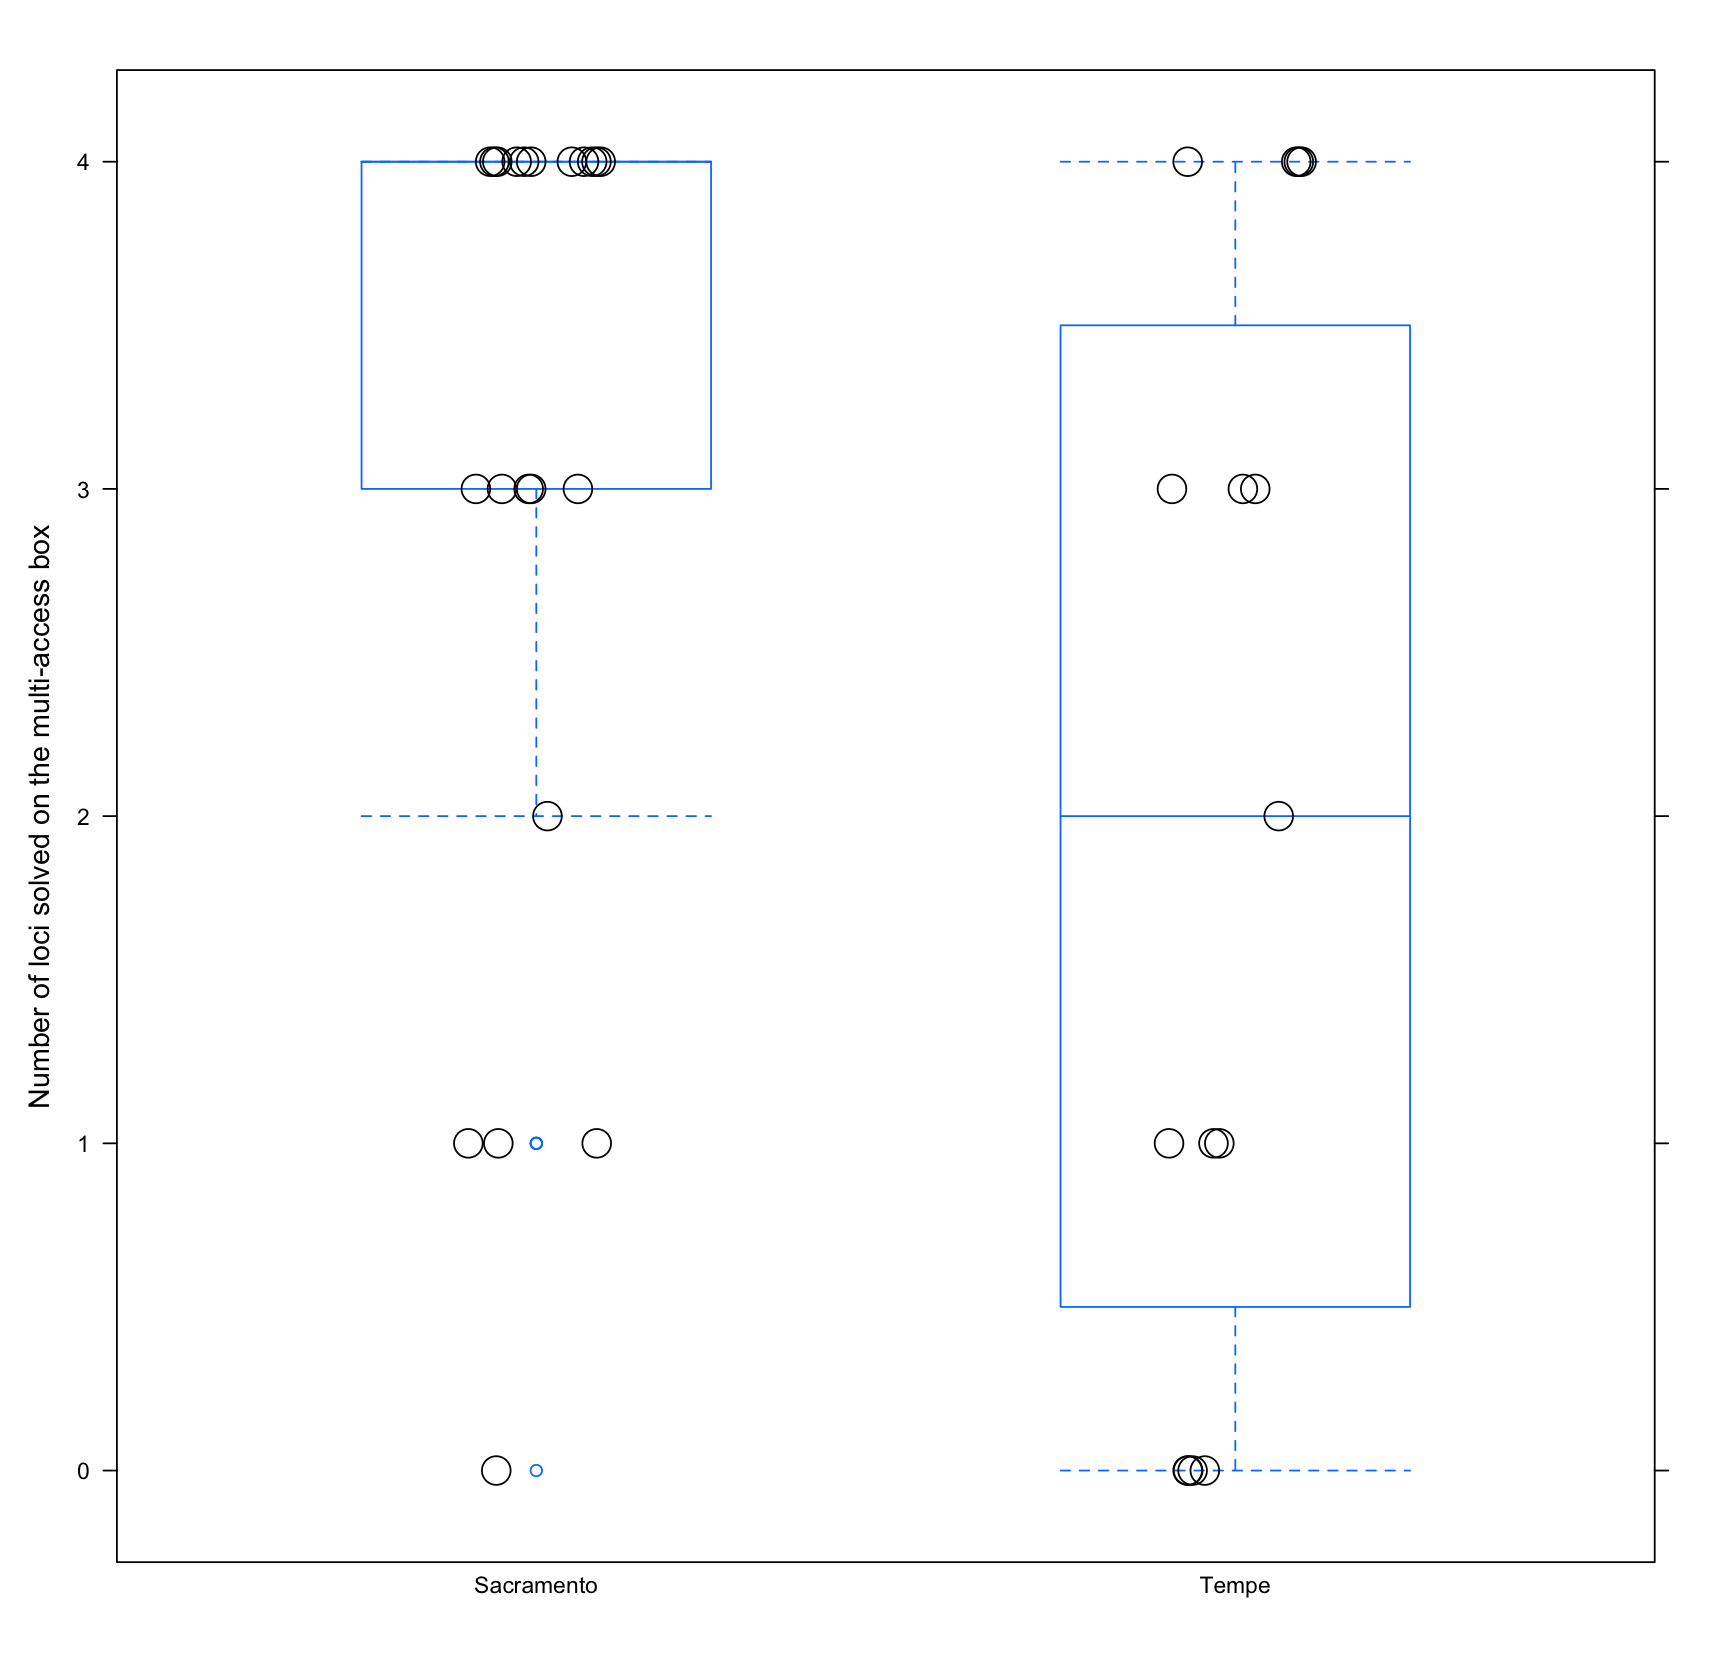 Number of loci solved on the multi-access box
4
3
2
1
0
Sacramento
Tempe